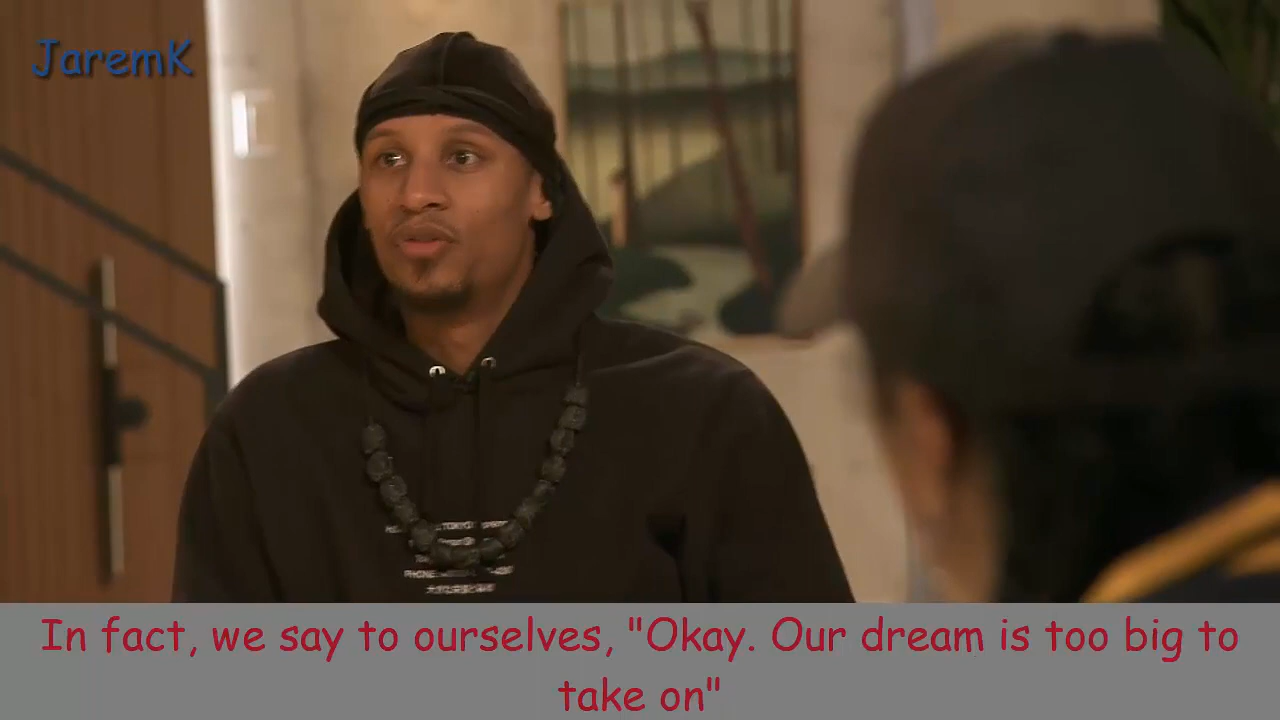 JaremK
In fact, we say to ourselves, "Okay. Our dream is too big to
take on"